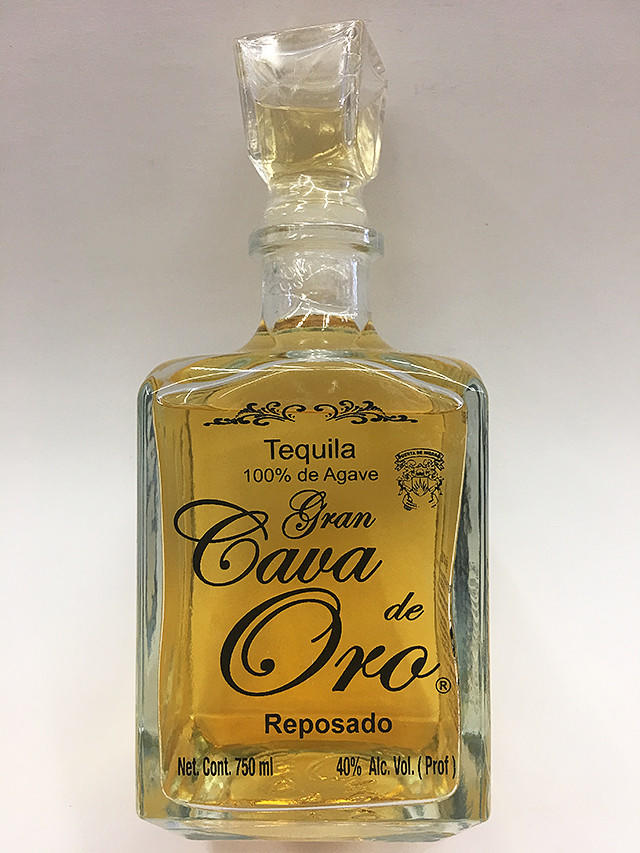 Tequila
100% de Agave
Gran
Cava
de
Oro®
Reposado
Net. Cont. 750 ml 40% Alc. Vol. ( Prof )